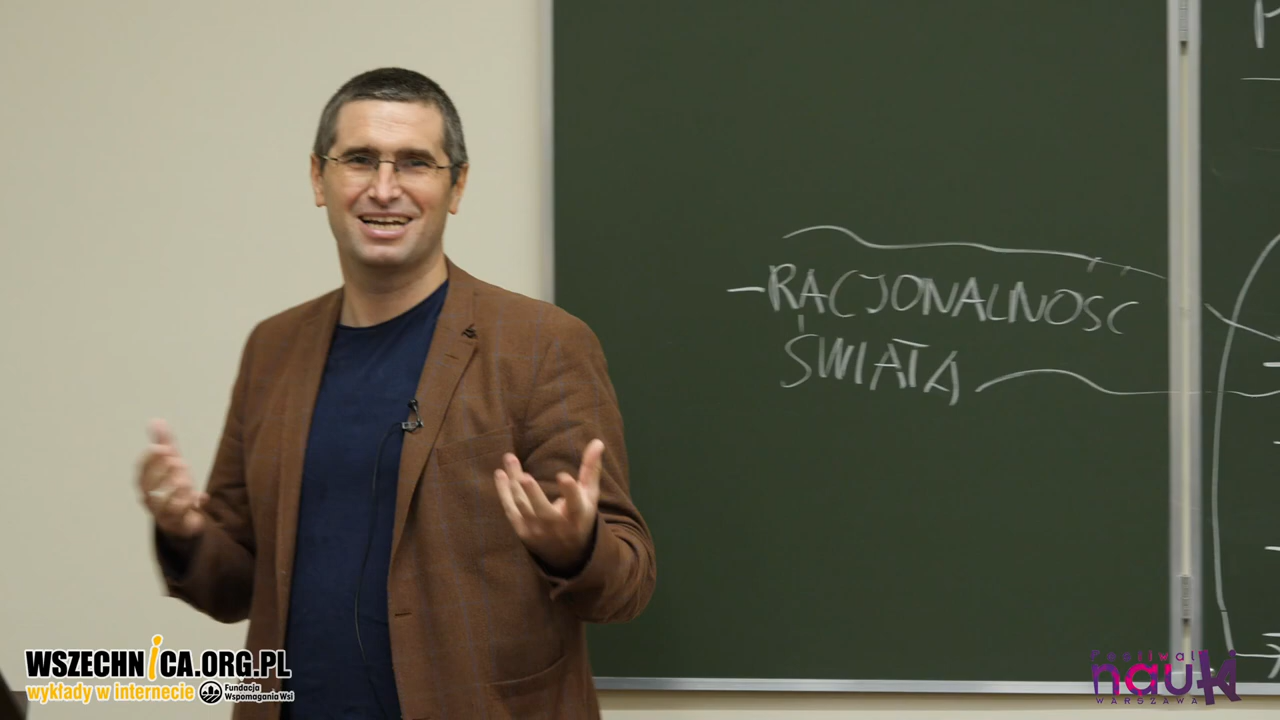 - RACJONALNOŚĆ
ŚWIATA
WSZECHNiCA.ORG.PL
wykłady w internecie
Fundacja
Wspomagania Wsi
Festiwal
nauki
WARSZAWA